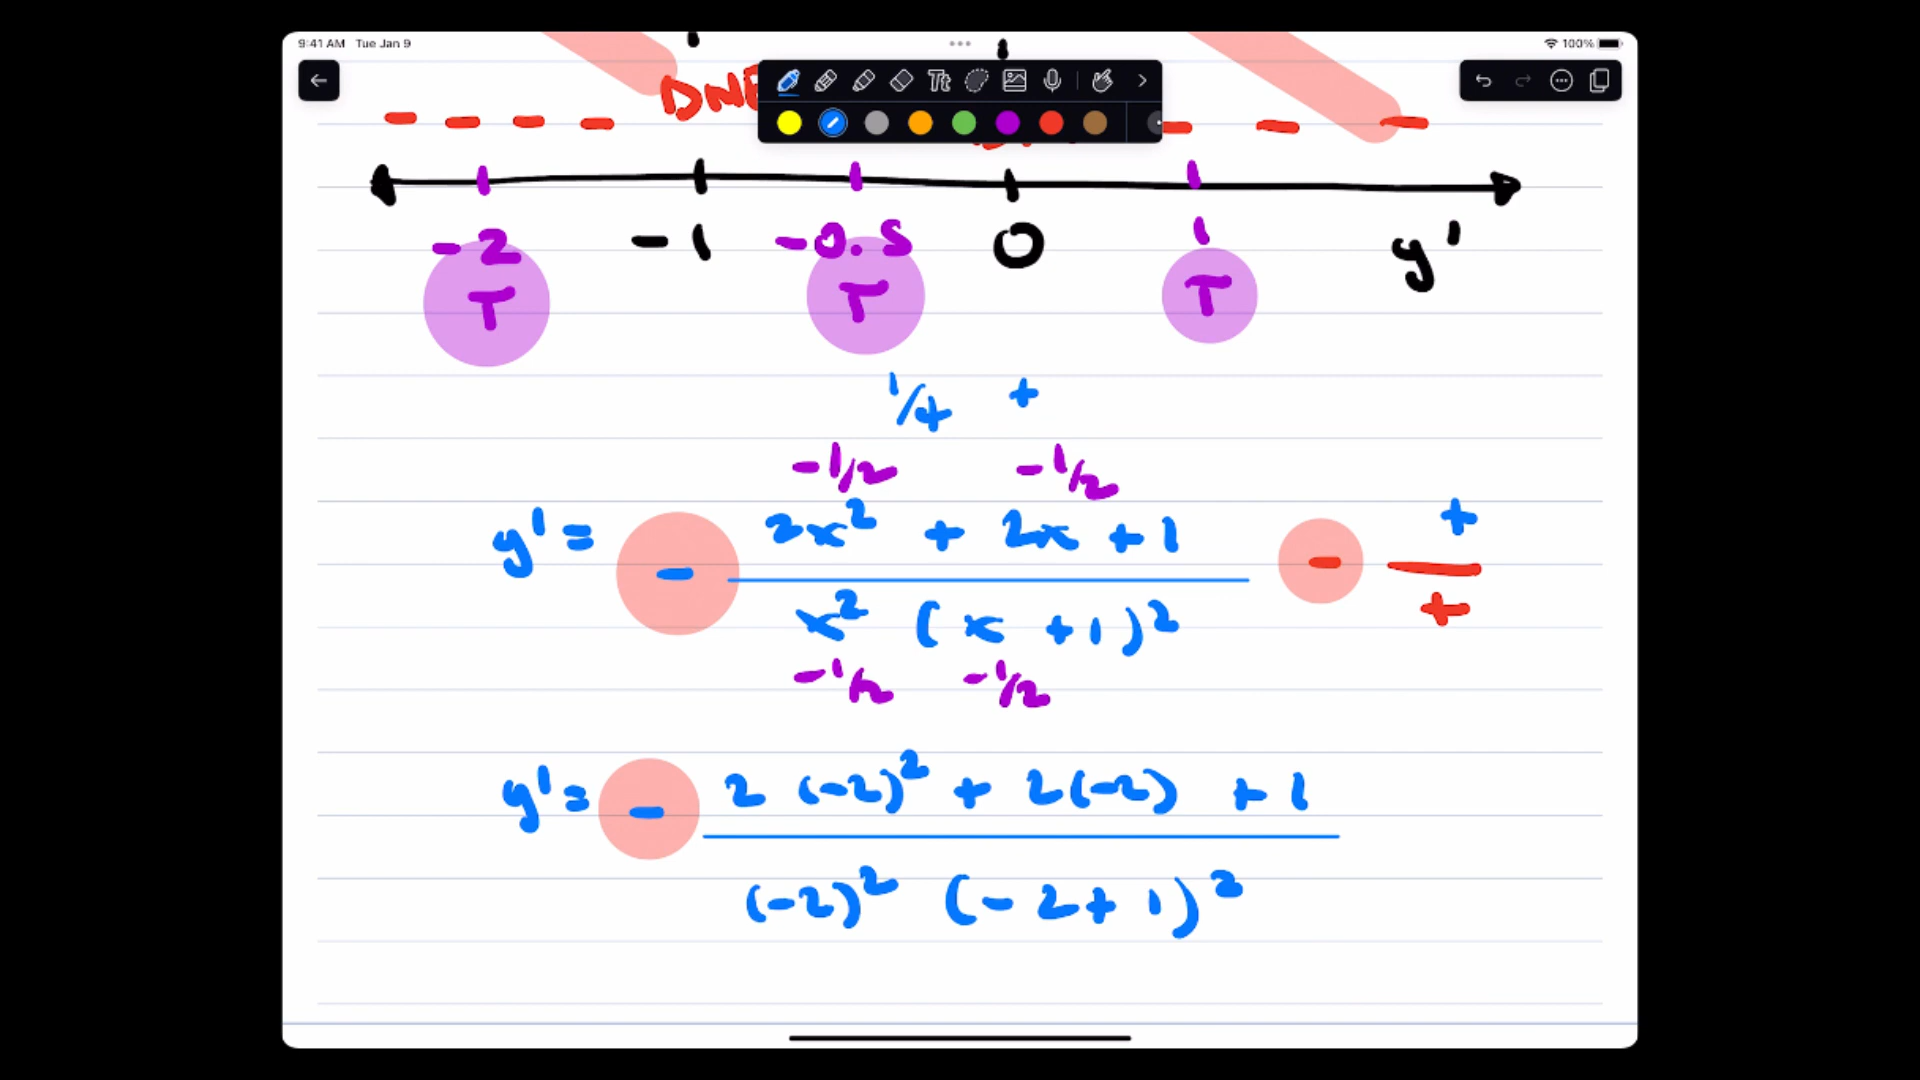 9:41 AM Tue Jan 9
100%
DNE
Tt
-2 -1 -0.5 0 1 y'
T T T
1/4 +
-1/2 -1/2
y' = - 2x² + 2x + 1 - +
x² (x + 1)² +
-1/2 -1/2
y' = - 2 (-2)² + 2(-2) + 1
(-2)² (-2 + 1)²